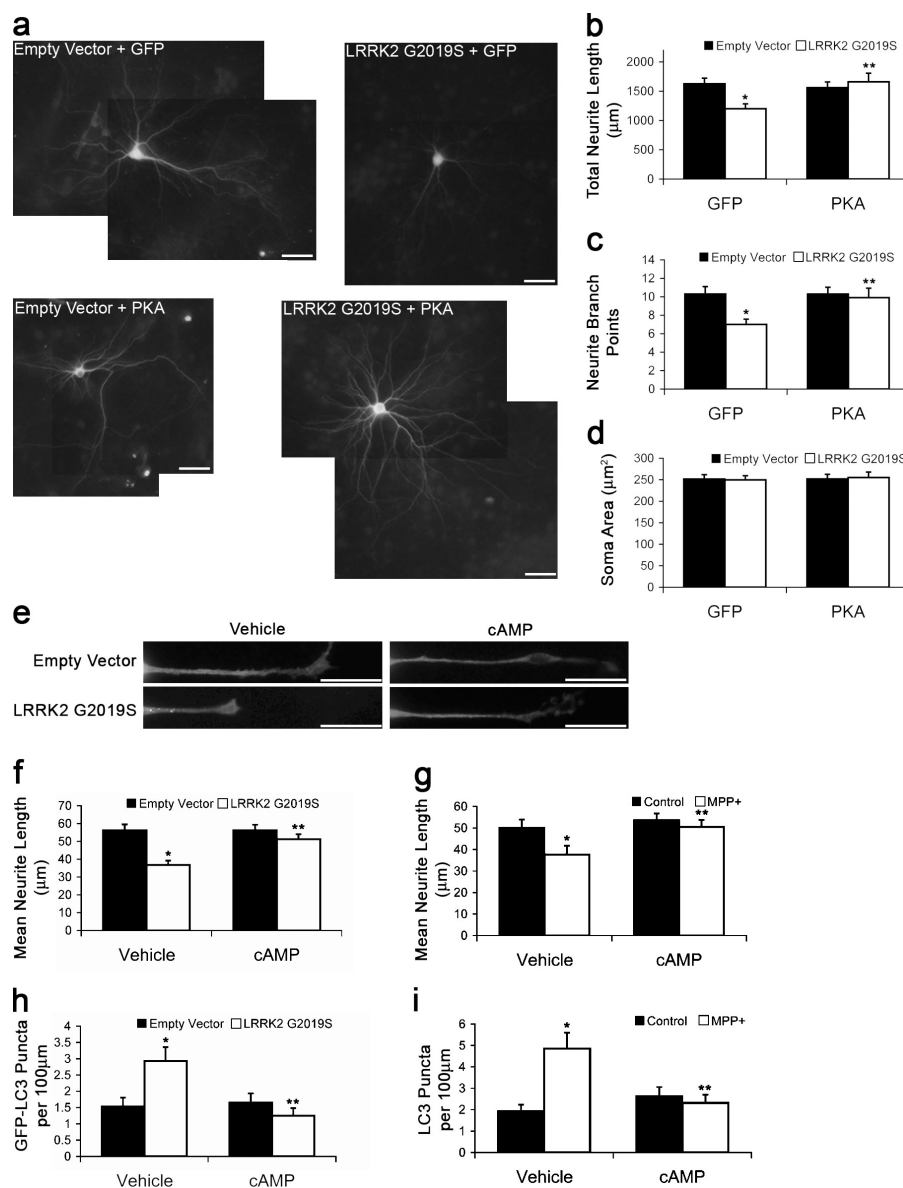 a
Empty Vector + GFP
LRRK2 G2019S + GFP
Empty Vector + PKA
LRRK2 G2019S + PKA
b
Empty Vector LRRK2 G2019S
Total Neurite Length
(μm)
2000
1500
1000
500
0
*
**
GFP PKA
c
Empty Vector LRRK2 G2019S
Neurite Branch
Points
14
12
10
8
6
4
2
0
*
**
GFP PKA
d
Empty Vector LRRK2 G2019S
Soma Area (μm²)
300
250
200
150
100
50
0
GFP PKA
e
Vehicle cAMP
Empty Vector
LRRK2 G2019S
f
Empty Vector LRRK2 G2019S
Mean Neurite Length
(μm)
70
60
50
40
30
20
10
0
*
**
Vehicle cAMP
g
Control MPP+
Mean Neurite Length
(μm)
60
50
40
30
20
10
0
*
**
Vehicle cAMP
h
Empty Vector LRRK2 G2019S
GFP-LC3 Puncta
per 100μm
4
3.5
3
2.5
2
1.5
1
0.5
0
*
**
Vehicle cAMP
i
Control MPP+
LC3 Puncta
per 100μm
6
5
4
3
2
1
0
*
**
Vehicle cAMP